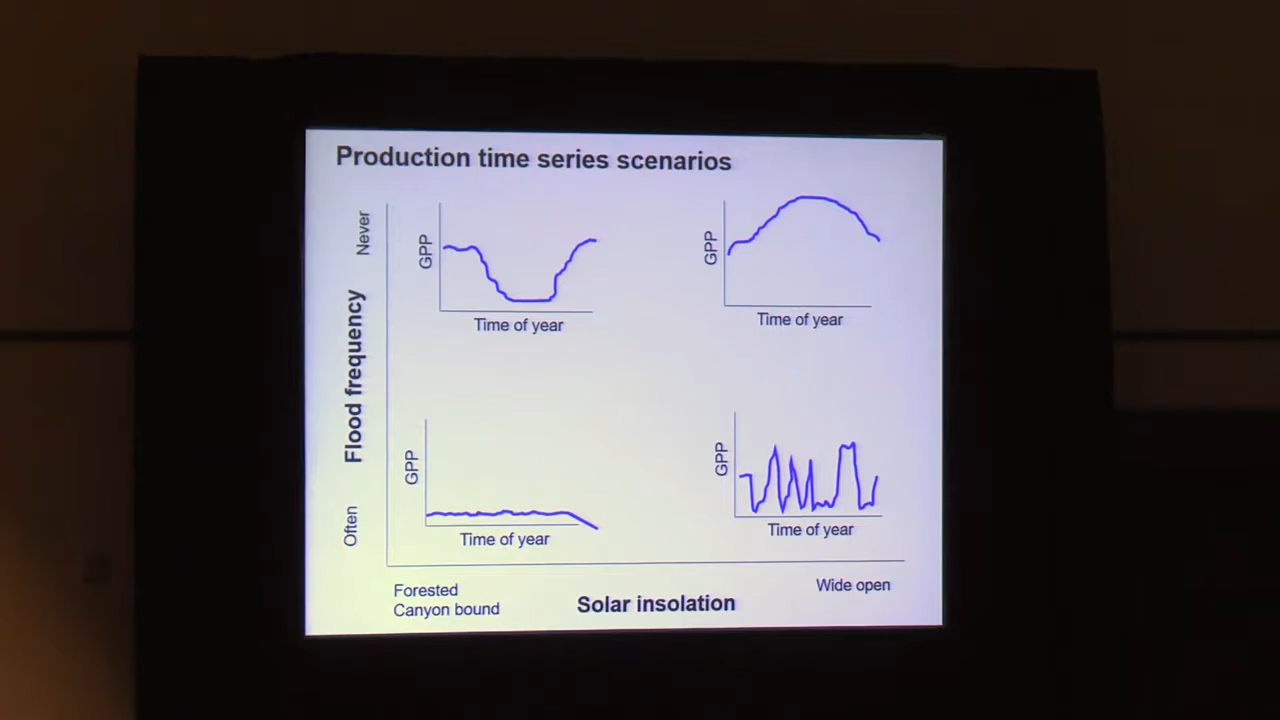 Production time series scenarios
Never
Flood frequency
Often
GPP
Time of year
GPP
Time of year
GPP
Time of year
GPP
Time of year
Forested
Canyon bound
Solar insolation
Wide open